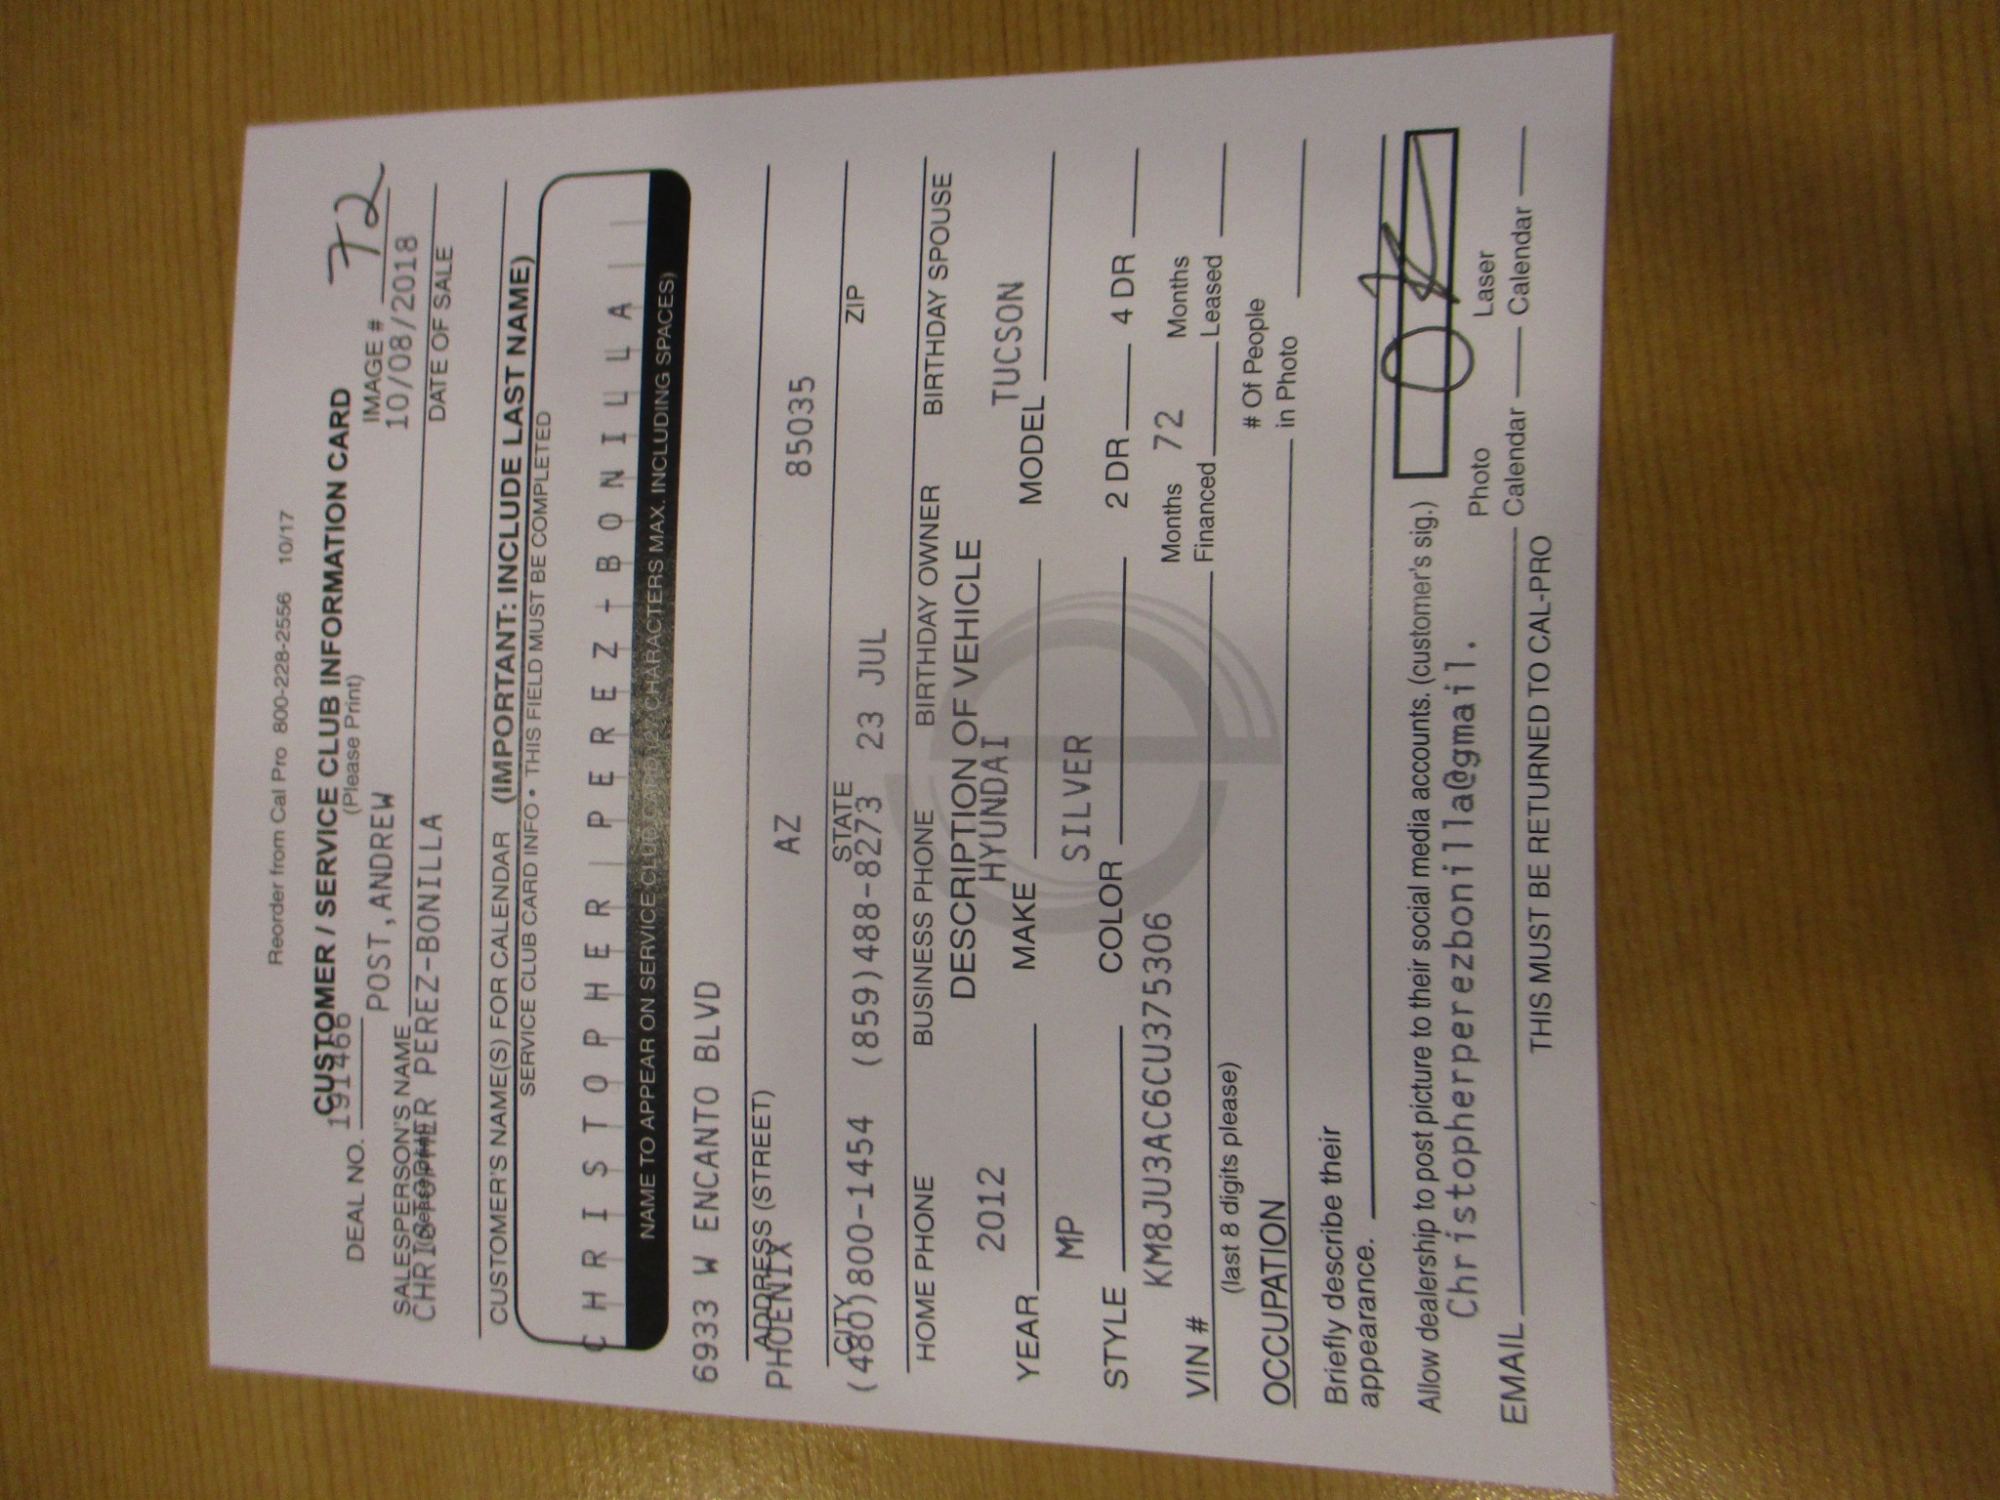 Reorder from Cal Pro 800-228-2556 10/17
CUSTOMER / SERVICE CLUB INFORMATION CARD
(Please Print)
DEAL NO. 191466
IMAGE # 72
POST,ANDREW
10/08/2018
SALESPERSON'S NAME
DATE OF SALE
CHRISTOPHER PEREZ-BONILLA
CUSTOMER'S NAME(S) FOR CALENDAR (IMPORTANT: INCLUDE LAST NAME)
SERVICE CLUB CARD INFO • THIS FIELD MUST BE COMPLETED
CHRISTOPHER PEREZ-BONILLA
NAME TO APPEAR ON SERVICE CLUB CARD (22 CHARACTERS MAX. INCLUDING SPACES)
6933 W ENCANTO BLVD
ADDRESS (STREET)
PHOENIX AZ 85035
CITY STATE ZIP
(480)800-1454 (859)488-8273 23 JUL
HOME PHONE BUSINESS PHONE BIRTHDAY OWNER BIRTHDAY SPOUSE
DESCRIPTION OF VEHICLE
2012 HYUNDAI TUCSON
YEAR MAKE MODEL
MP SILVER
STYLE COLOR 2 DR 4 DR
KM8JU3AC6CU375306 Months 72 Months
VIN # Financed Leased
(last 8 digits please)
# Of People
OCCUPATION in Photo
Briefly describe their
appearance.
Allow dealership to post picture to their social media accounts. (customer's sig.) OK
Christopherperezbonilla@gmail.
Photo Laser
EMAIL Calendar Calendar
THIS MUST BE RETURNED TO CAL-PRO